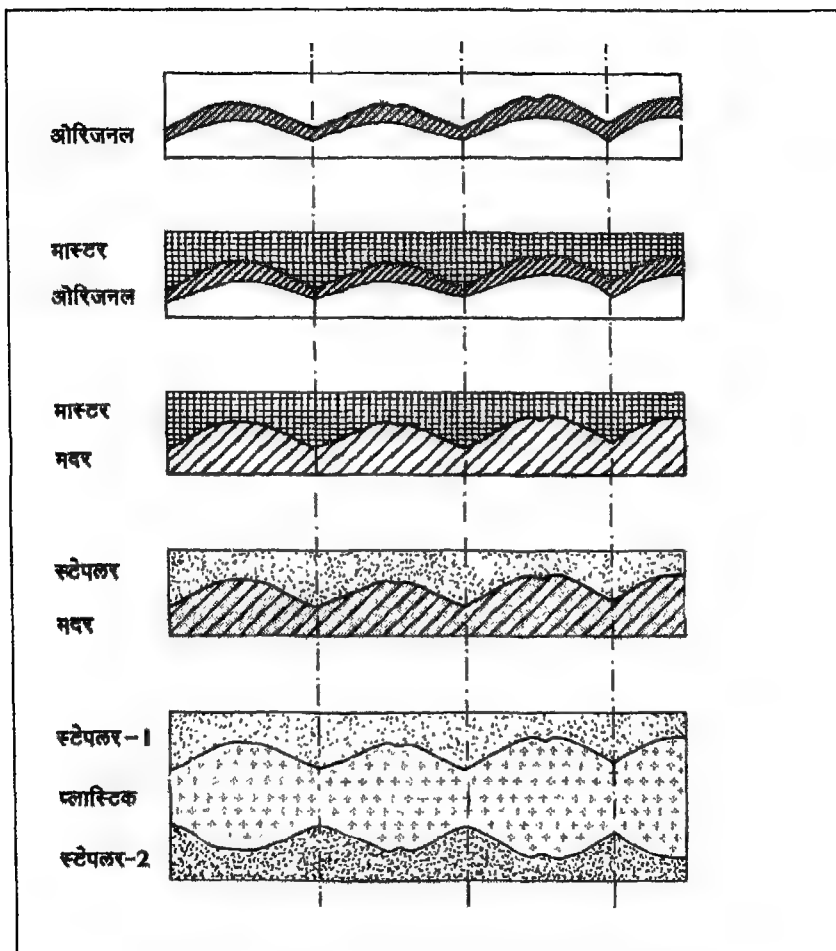 ओरिजनल
मास्टर
ओरिजनल
मास्टर
मदर
स्टेपलर
मदर
स्टेपलर-1
प्लास्टिक
स्टेपलर-2